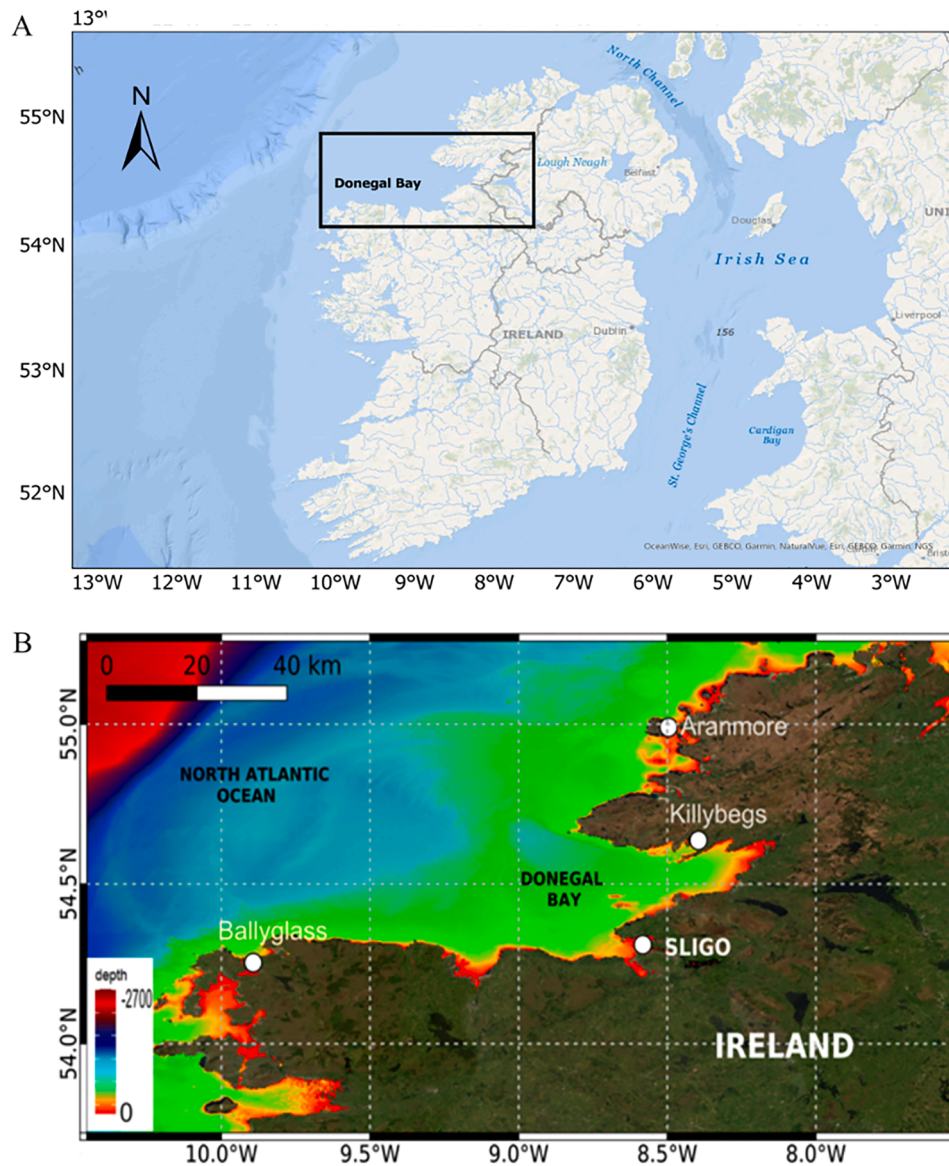 A
13°
55°N
54°N
53°N
52°N
N
North Channel
Lough Neagh
Belfast
Donegal Bay
Douglas
UNI
Irish Sea
IRELAND
Dublin
156
Liverpool
St. George's Channel
Cardigan
Bay
OceanWise, Esri, GEBCO, Garmin, NaturalVue, Esri, GEBCO, Garmin, NGS
13°W 12°W 11°W 10°W 9°W 8°W 7°W 6°W 5°W 4°W 3°W
B
0 20 40 km
55.0°N
54.5°N
54.0°N
Aranmore
NORTH ATLANTIC
OCEAN
Killybegs
DONEGAL
BAY
Ballyglass
SLIGO
depth
-2700
0
IRELAND
10.0°W 9.5°W 9.0°W 8.5°W 8.0°W